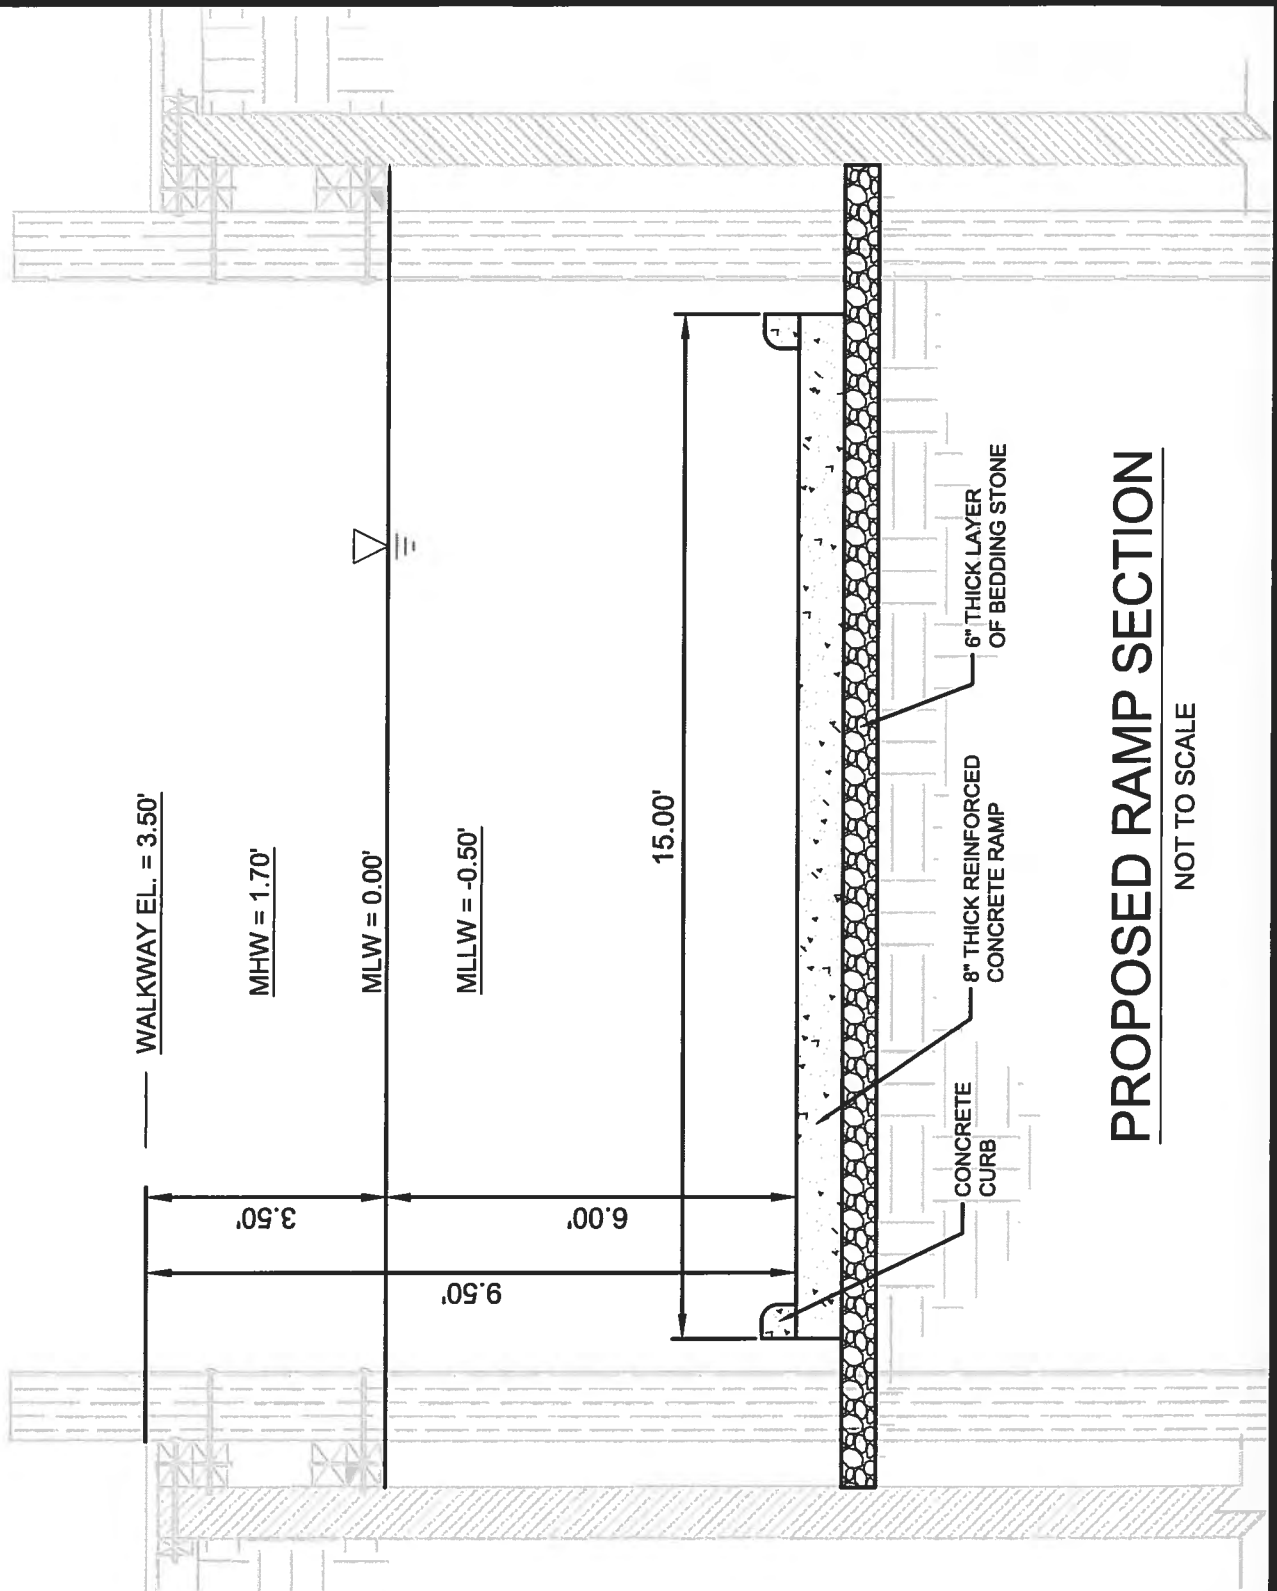 WALKWAY EL. = 3.50'
MHW = 1.70'
MLW = 0.00'
MLLW = -0.50'
3.50'
6.00'
9.50'
15.00'
CONCRETE
CURB
8" THICK REINFORCED
CONCRETE RAMP
6" THICK LAYER
OF BEDDING STONE
PROPOSED RAMP SECTION
NOT TO SCALE